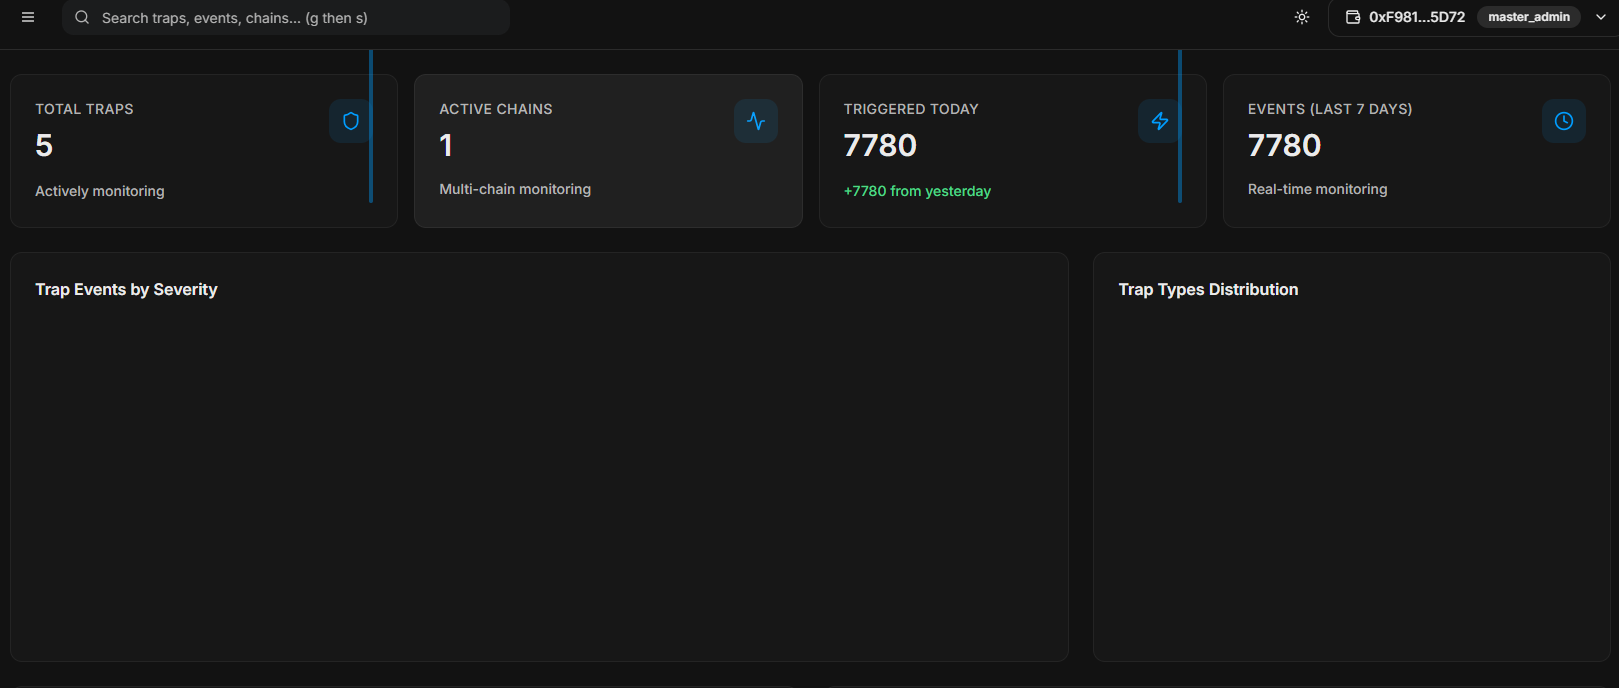 Search traps, events, chains... (g then s)
0xF981...5D72
master_admin
TOTAL TRAPS
5
Actively monitoring
ACTIVE CHAINS
1
Multi-chain monitoring
TRIGGERED TODAY
7780
+7780 from yesterday
EVENTS (LAST 7 DAYS)
7780
Real-time monitoring
Trap Events by Severity
Trap Types Distribution